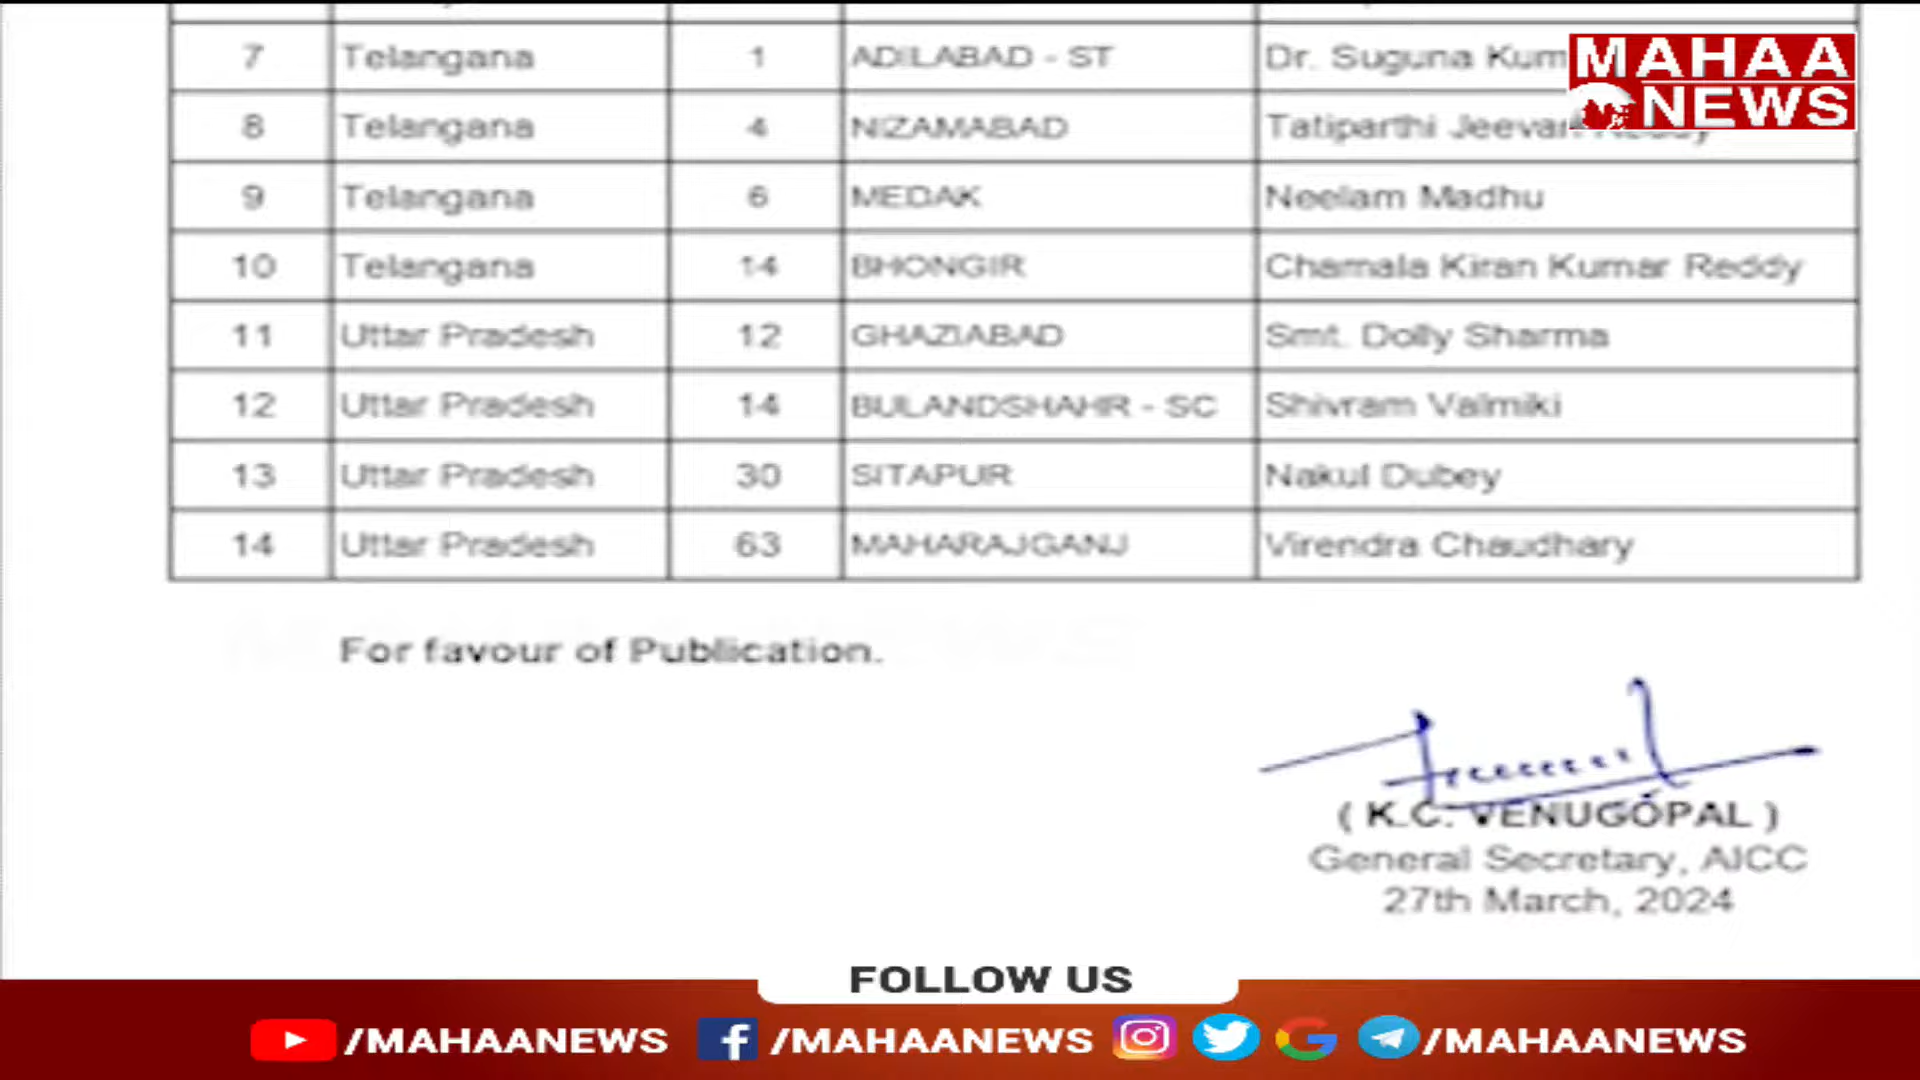 7 Telangana 1 ADILABAD - ST Dr. Suguna
MAHAA
NEWS
8 Telangana 4 NIZAMABAD Tatiparthi Jeevan Reddy
9 Telangana 6 MEDAK Neelam Madhu
10 Telangana 14 BHONGIR Chamala Kiran Kumar Reddy
11 Uttar Pradesh 12 GHAZIABAD Smt. Dolly Sharma
12 Uttar Pradesh 14 BULANDSHAHR - SC Shivram Valmiki
13 Uttar Pradesh 30 SITAPUR Nakul Dubey
14 Uttar Pradesh 63 MAHARAJGANJ Virendra Chaudhary
For favour of Publication.
( K.C. VENUGOPAL )
General Secretary, AICC
27th March, 2024
FOLLOW US
/MAHAANEWS /MAHAANEWS /MAHAANEWS